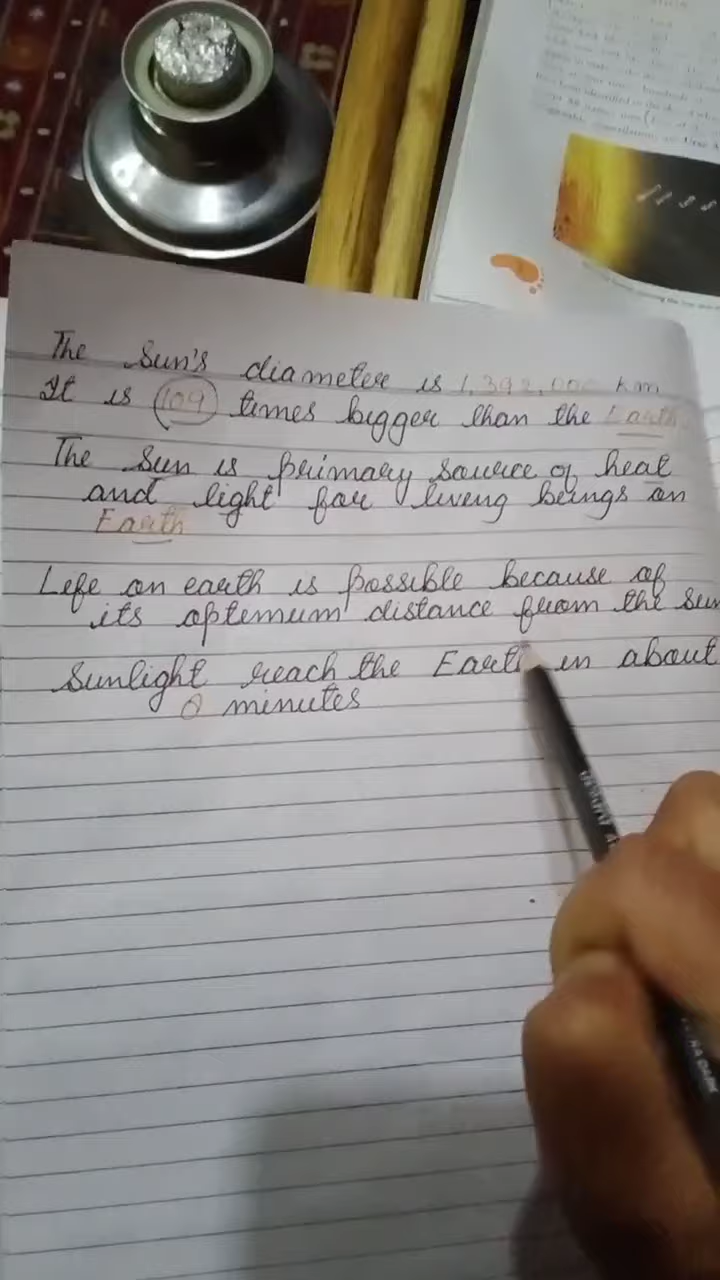 The Sun's diameter is 1,392,000 km
It is 109 times bigger than the Earth
The Sun is primary source of heat
and light for living beings on
Earth
Life on earth is possible because of
its optimum distance from the Sun
Sunlight reach the Earth in about
8 minutes